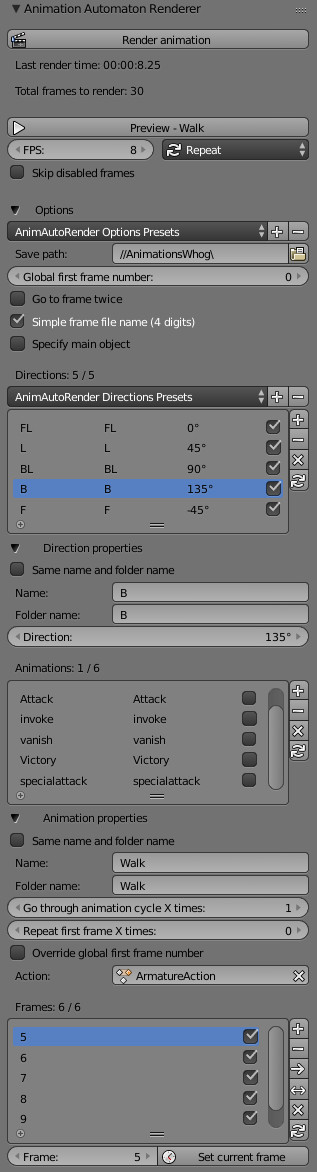 Animation Automaton Renderer
Render animation
Last render time: 00:00:8.25
Total frames to render: 30
Preview - Walk
FPS: 8 Repeat
Skip disabled frames
Options
AnimAutoRender Options Presets
Save path: //AnimationsWhog\
Global first frame number: 0
Go to frame twice
Simple frame file name (4 digits)
Specify main object
Directions: 5 / 5
AnimAutoRender Directions Presets
FL FL 0°
L L 45°
BL BL 90°
B B 135°
F F -45°
Direction properties
Same name and folder name
Name: B
Folder name: B
Direction: 135°
Animations: 1 / 6
Attack Attack
invoke invoke
vanish vanish
Victory Victory
specialattack specialattack
Animation properties
Same name and folder name
Name: Walk
Folder name: Walk
Go through animation cycle X times: 1
Repeat first frame X times: 0
Override global first frame number
Action: ArmatureAction
Frames: 6 / 6
5
6
7
8
9
Frame: 5 Set current frame